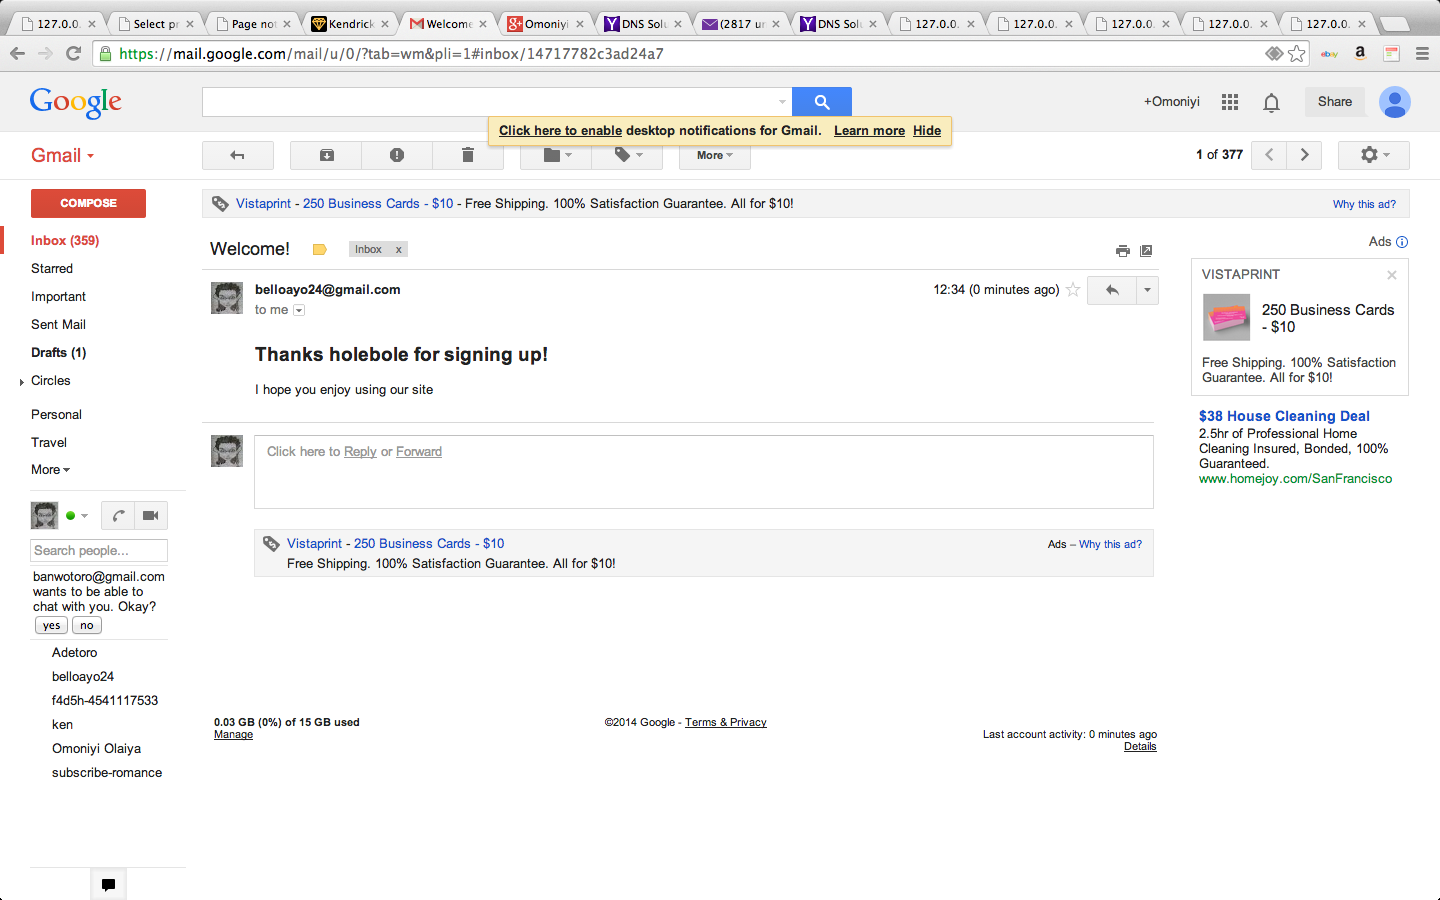 127.0.0.
Select pr
Page not
Kendrick
Welcome
Omoniyi
DNS Solu
(2817 un
DNS Solu
127.0.0.
127.0.0.
127.0.0.
127.0.0.
127.0.0.
https://mail.google.com/mail/u/0/?tab=wm&pli=1#inbox/14717782c3ad24a7
ebay
a
Google
+Omoniyi
Share
Click here to enable desktop notifications for Gmail. Learn more Hide
Gmail
More
1 of 377
COMPOSE
Vistaprint - 250 Business Cards - $10 - Free Shipping. 100% Satisfaction Guarantee. All for $10!
Why this ad?
Inbox (359)
Starred
Important
Sent Mail
Drafts (1)
Circles
Personal
Travel
More
Search people...
banwotoro@gmail.com
wants to be able to
chat with you. Okay?
yes no
Adetoro
belloayo24
f4d5h-4541117533
ken
Omoniyi Olaiya
subscribe-romance
Welcome!
Inbox x
belloayo24@gmail.com
12:34 (0 minutes ago)
to me
Thanks holebole for signing up!
I hope you enjoy using our site
Click here to Reply or Forward
Vistaprint - 250 Business Cards - $10
Ads – Why this ad?
Free Shipping. 100% Satisfaction Guarantee. All for $10!
0.03 GB (0%) of 15 GB used
Manage
©2014 Google - Terms & Privacy
Last account activity: 0 minutes ago
Details
Ads
VISTAPRINT
250 Business Cards
- $10
Free Shipping. 100% Satisfaction
Guarantee. All for $10!
$38 House Cleaning Deal
2.5hr of Professional Home
Cleaning Insured, Bonded, 100%
Guaranteed.
www.homejoy.com/SanFrancisco